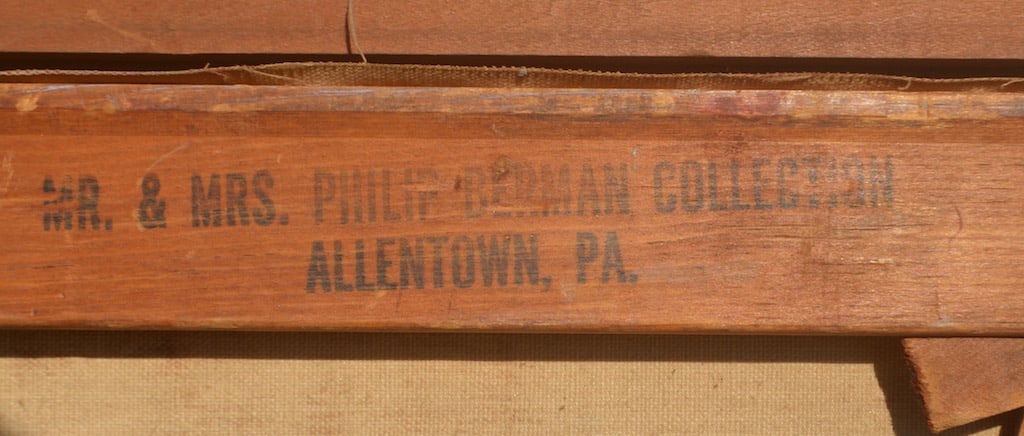 MR. & MRS. PHILIP BERMAN COLLECTION
ALLENTOWN, PA.